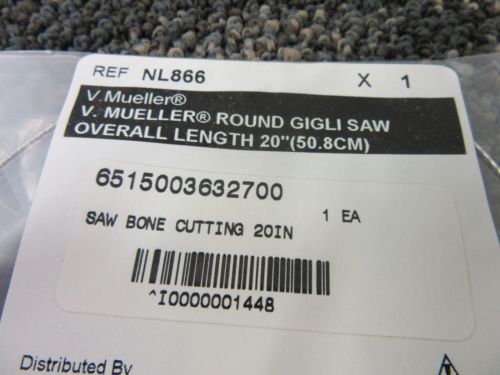 REF NL866 X 1
V. Mueller®
V. MUELLER® ROUND GIGLI SAW
OVERALL LENGTH 20"(50.8CM)
6515003632700
1 EA
SAW BONE CUTTING 20IN
^I0000001448
Distributed By